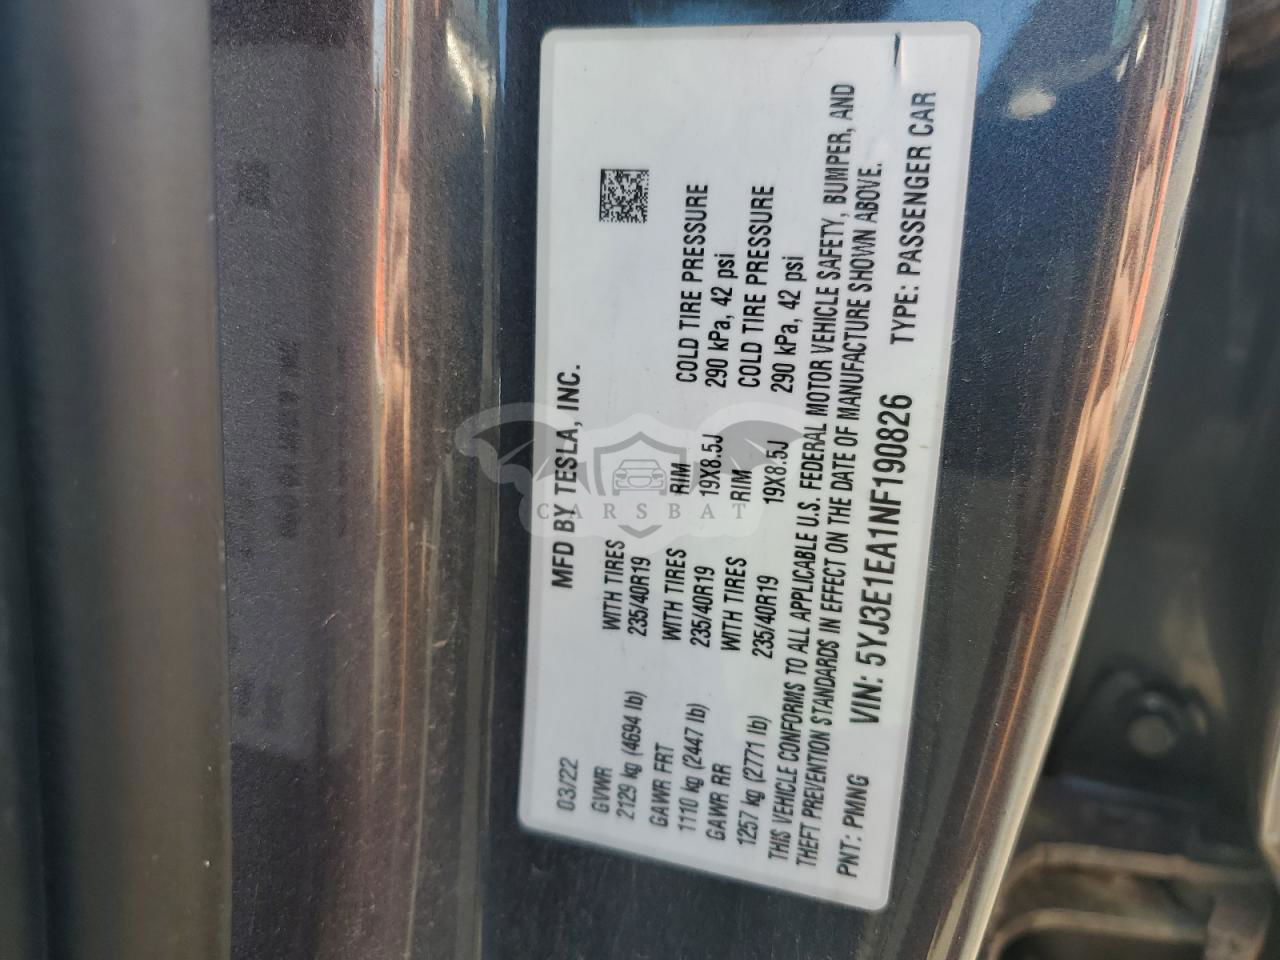 MFD BY TESLA, INC.
03/22
GVWR
2129 kg (4694 lb)
WITH TIRES
235/40R19
GAWR FRT
1110 kg (2447 lb)
WITH TIRES
235/40R19
RIM
19X8.5J
COLD TIRE PRESSURE
290 kPa, 42 psi
GAWR RR
1257 kg (2771 lb)
WITH TIRES
235/40R19
RIM
19X8.5J
COLD TIRE PRESSURE
290 kPa, 42 psi
THIS VEHICLE CONFORMS TO ALL APPLICABLE U.S. FEDERAL MOTOR VEHICLE SAFETY, BUMPER, AND
THEFT PREVENTION STANDARDS IN EFFECT ON THE DATE OF MANUFACTURE SHOWN ABOVE.
PNT: PMNG VIN: 5YJ3E1EA1NF190826 TYPE: PASSENGER CAR
CARSBAT